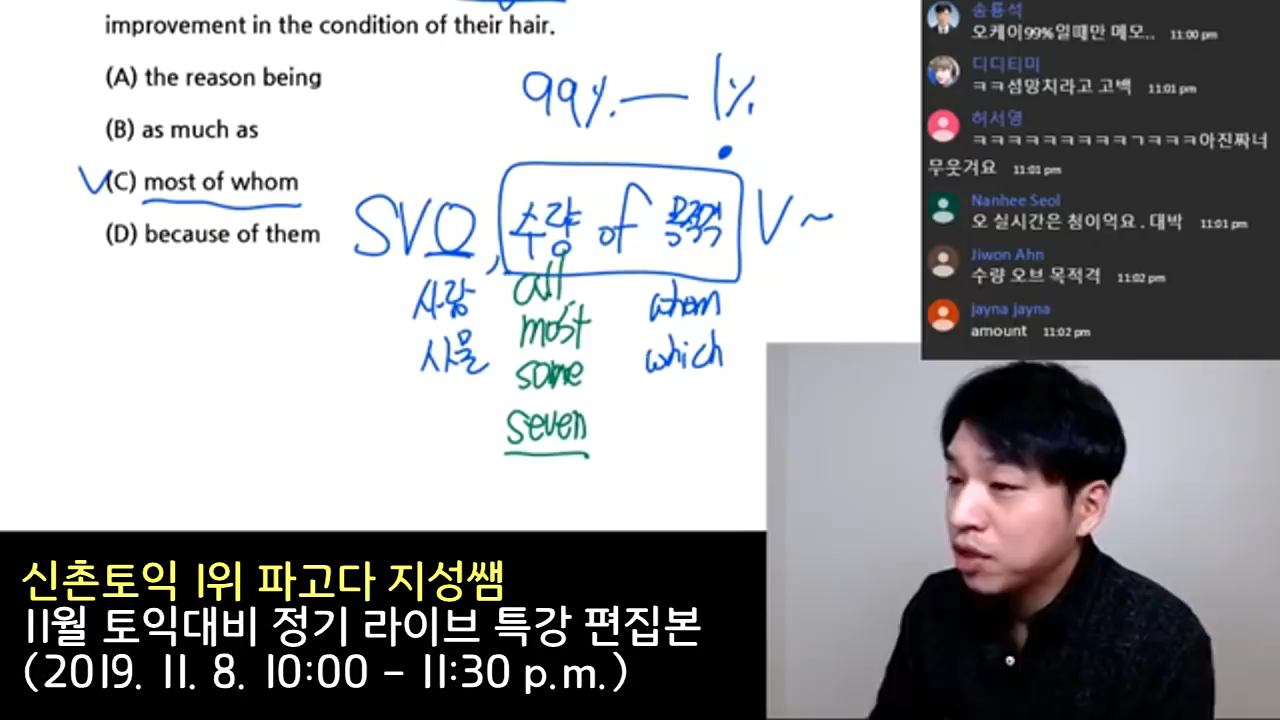 improvement in the condition of their hair.
(A) the reason being
(B) as much as
(C) most of whom
(D) because of them
99% — 1%
SVO, 수량 of 목적격 V ~
사람 all whom
most
사물 some which
seven
송룡석
오케이99%일때만 메모.. 11:00 pm
디디티미
ㅋㅋ섬망치라고 고백 11:01 pm
허서영
ㅋㅋㅋㅋㅋㅋㅋㅋㅋㄱㅋㅋㅋ아진짜너
무웃겨요 11:01 pm
Nanhee Seol
오 실시간은 첨이억요 . 대박 11:01 pm
Jiwon Ahn
수량 오브 목적격 11:02 pm
jayna jayna
amount 11:02 pm
신촌토익 1위 파고다 지성쌤
11월 토익대비 정기 라이브 특강 편집본
(2019. 11. 8. 10:00 - 11:30 p.m.)